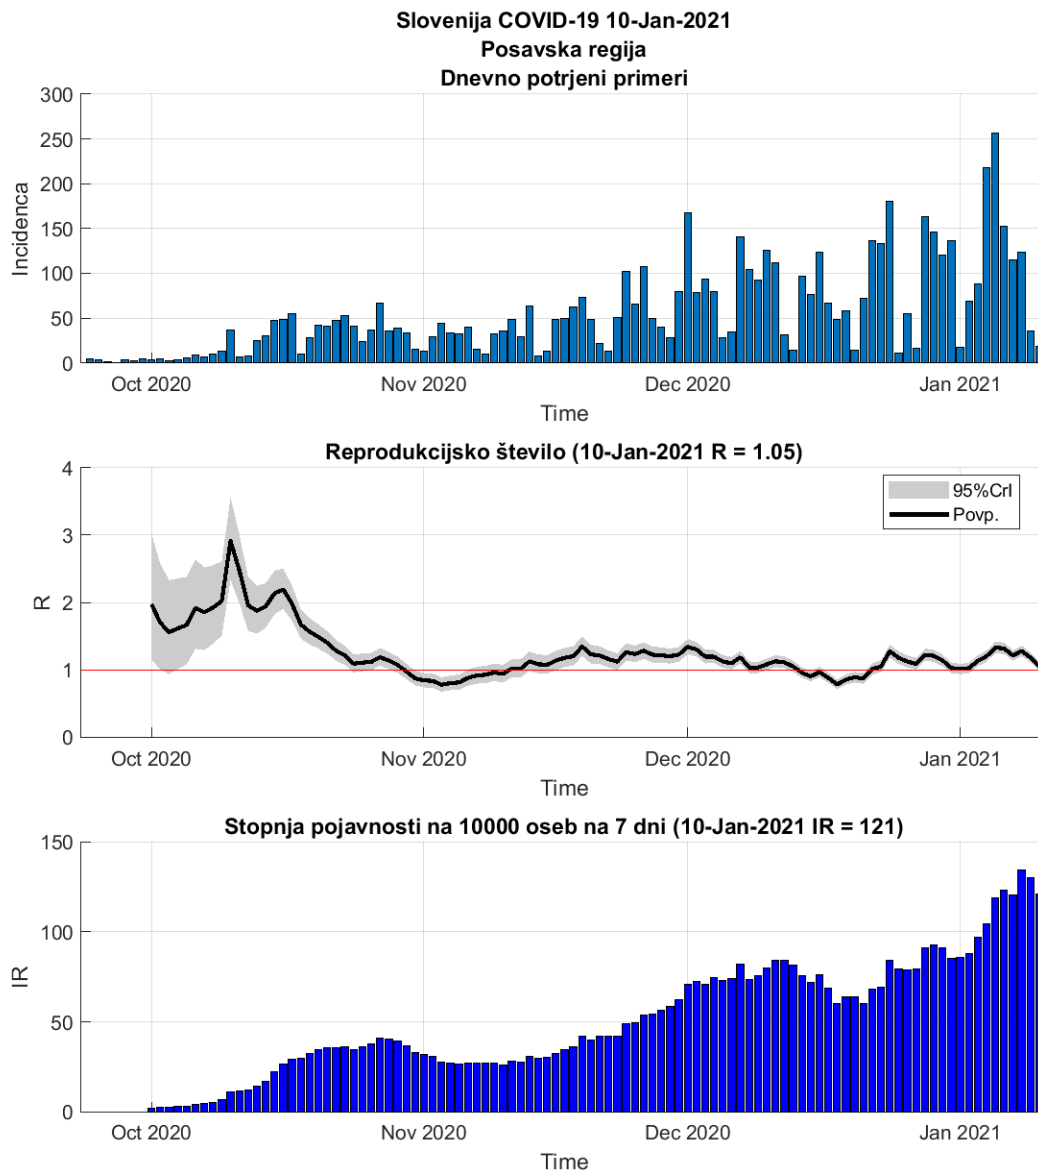 Slovenija COVID-19 10-Jan-2021
Posavska regija
Dnevno potrjeni primeri
300
250
200
150
100
50
0
Incidenca
Oct 2020
Nov 2020
Dec 2020
Jan 2021
Time
Reprodukcijsko število (10-Jan-2021 R = 1.05)
4
3
2
1
0
R
95%CrI
Povp.
Oct 2020
Nov 2020
Dec 2020
Jan 2021
Time
Stopnja pojavnosti na 10000 oseb na 7 dni (10-Jan-2021 IR = 121)
150
100
50
0
IR
Oct 2020
Nov 2020
Dec 2020
Jan 2021
Time